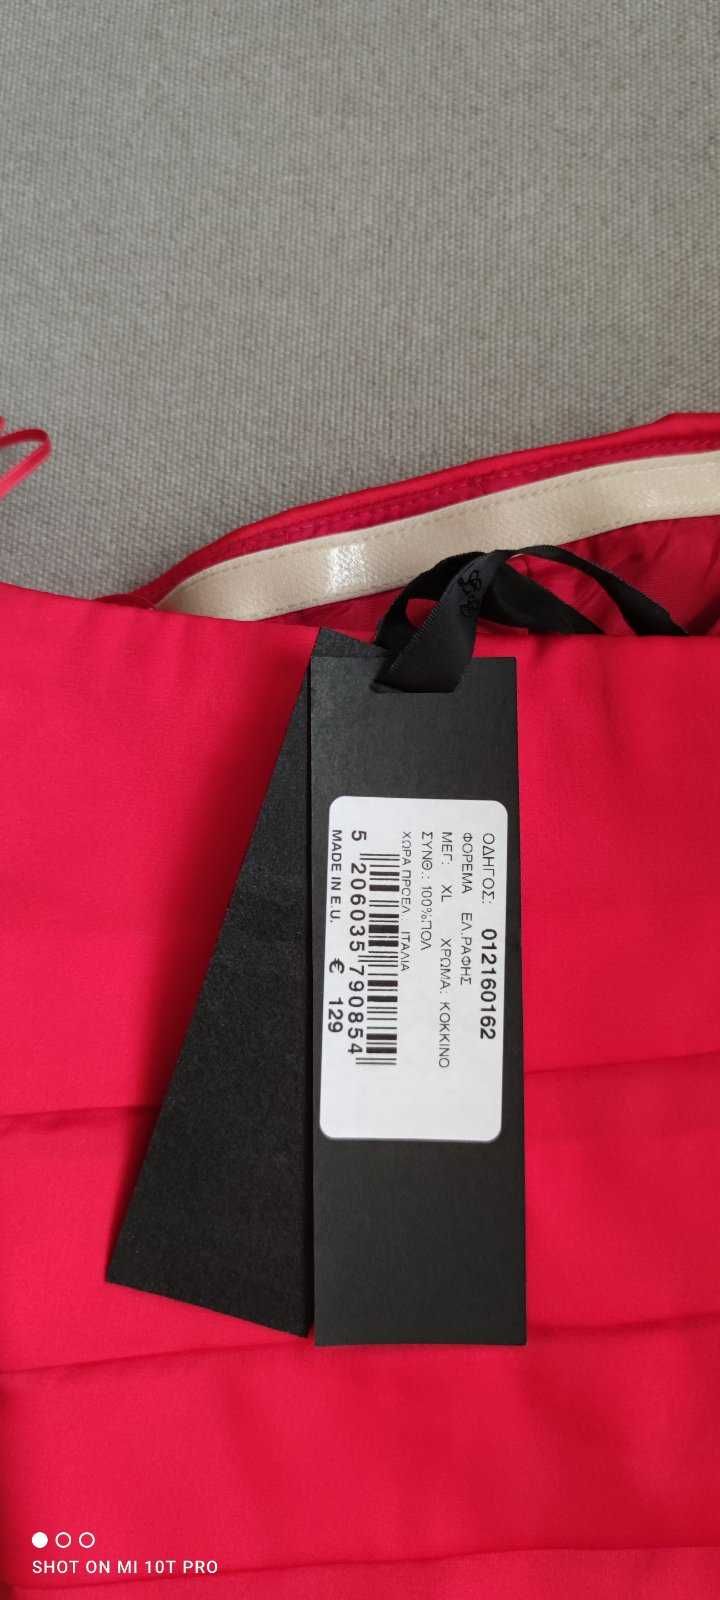 ΟΔΗΓΟΣ: 012160162
ΦΟΡΕΜΑ ΕΛ.ΡΑΦΗΣ
ΜΕΓ: XL ΧΡΩΜΑ: ΚΟΚΚΙΝΟ
ΣΥΝΘ.: 100%ΠΟΛ
ΧΩΡΑ ΠΡΟΕΛ.: ΙΤΑΛΙΑ
5 206035 790854
MADE IN E.U. € 129
SHOT ON MI 10T PRO